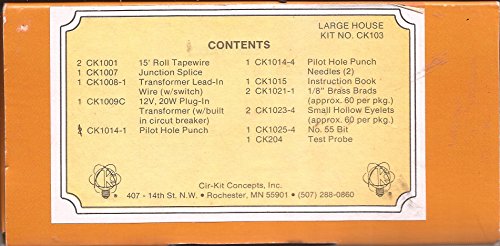 LARGE HOUSE
KIT NO. CK103
CONTENTS
2 CK1001 15' Roll Tapewire
1 CK1007 Junction Splice
1 CK1008-1 Transformer Lead-In
Wire (w/switch)
1 CK1009C 12V, 20W Plug-In
Transformer (w/built
in circut breaker)
1 CK1014-1 Pilot Hole Punch
1 CK1014-4 Pilot Hole Punch
Needles (2)
1 CK1015 Instruction Book
2 CK1021-1 1/8" Brass Brads
(approx. 60 per pkg.)
2 CK1023-4 Small Hollow Eyelets
(approx. 60 per pkg.)
1 CK1025-4 No. 55 Bit
1 CK204 Test Probe
Cir-Kit Concepts, Inc.
407 - 14th St. N.W. • Rochester, MN 55901 • (507) 288-0860